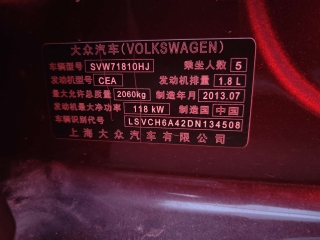 大众汽车(VOLKSWAGEN)
车辆型号 SVW71810HJ 乘坐人数 5
发动机型号 CEA 发动机排量 1.8 L
最大允许总质量 2060kg 制造年月 2013.07
发动机最大净功率 118 kW 制造国 中国
车辆识别代号 LSVCH6A42DN134508
上海大众汽车有限公司